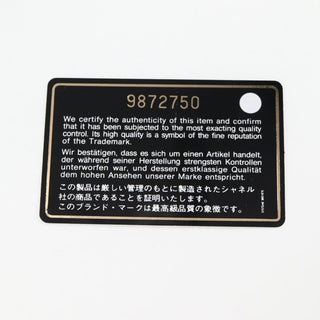 9872750
We certify the authenticity of this item and confirm
that it has been subjected to the most exacting quality
control. Its high quality is a symbol of the fine reputation
of the Trademark.
Wir bestätigen, dass es sich um einen Artikel handelt,
der während seiner Herstellung strengsten Kontrollen
unterworfen war, und dessen erstklassige Qualität
dem hohen Ansehen unserer Marke entspricht.
この製品は厳しい管理のもとに製造されたシャネル
社の商品であることを証明いたします。
このブランド・マークは最高級品質の象徴です。